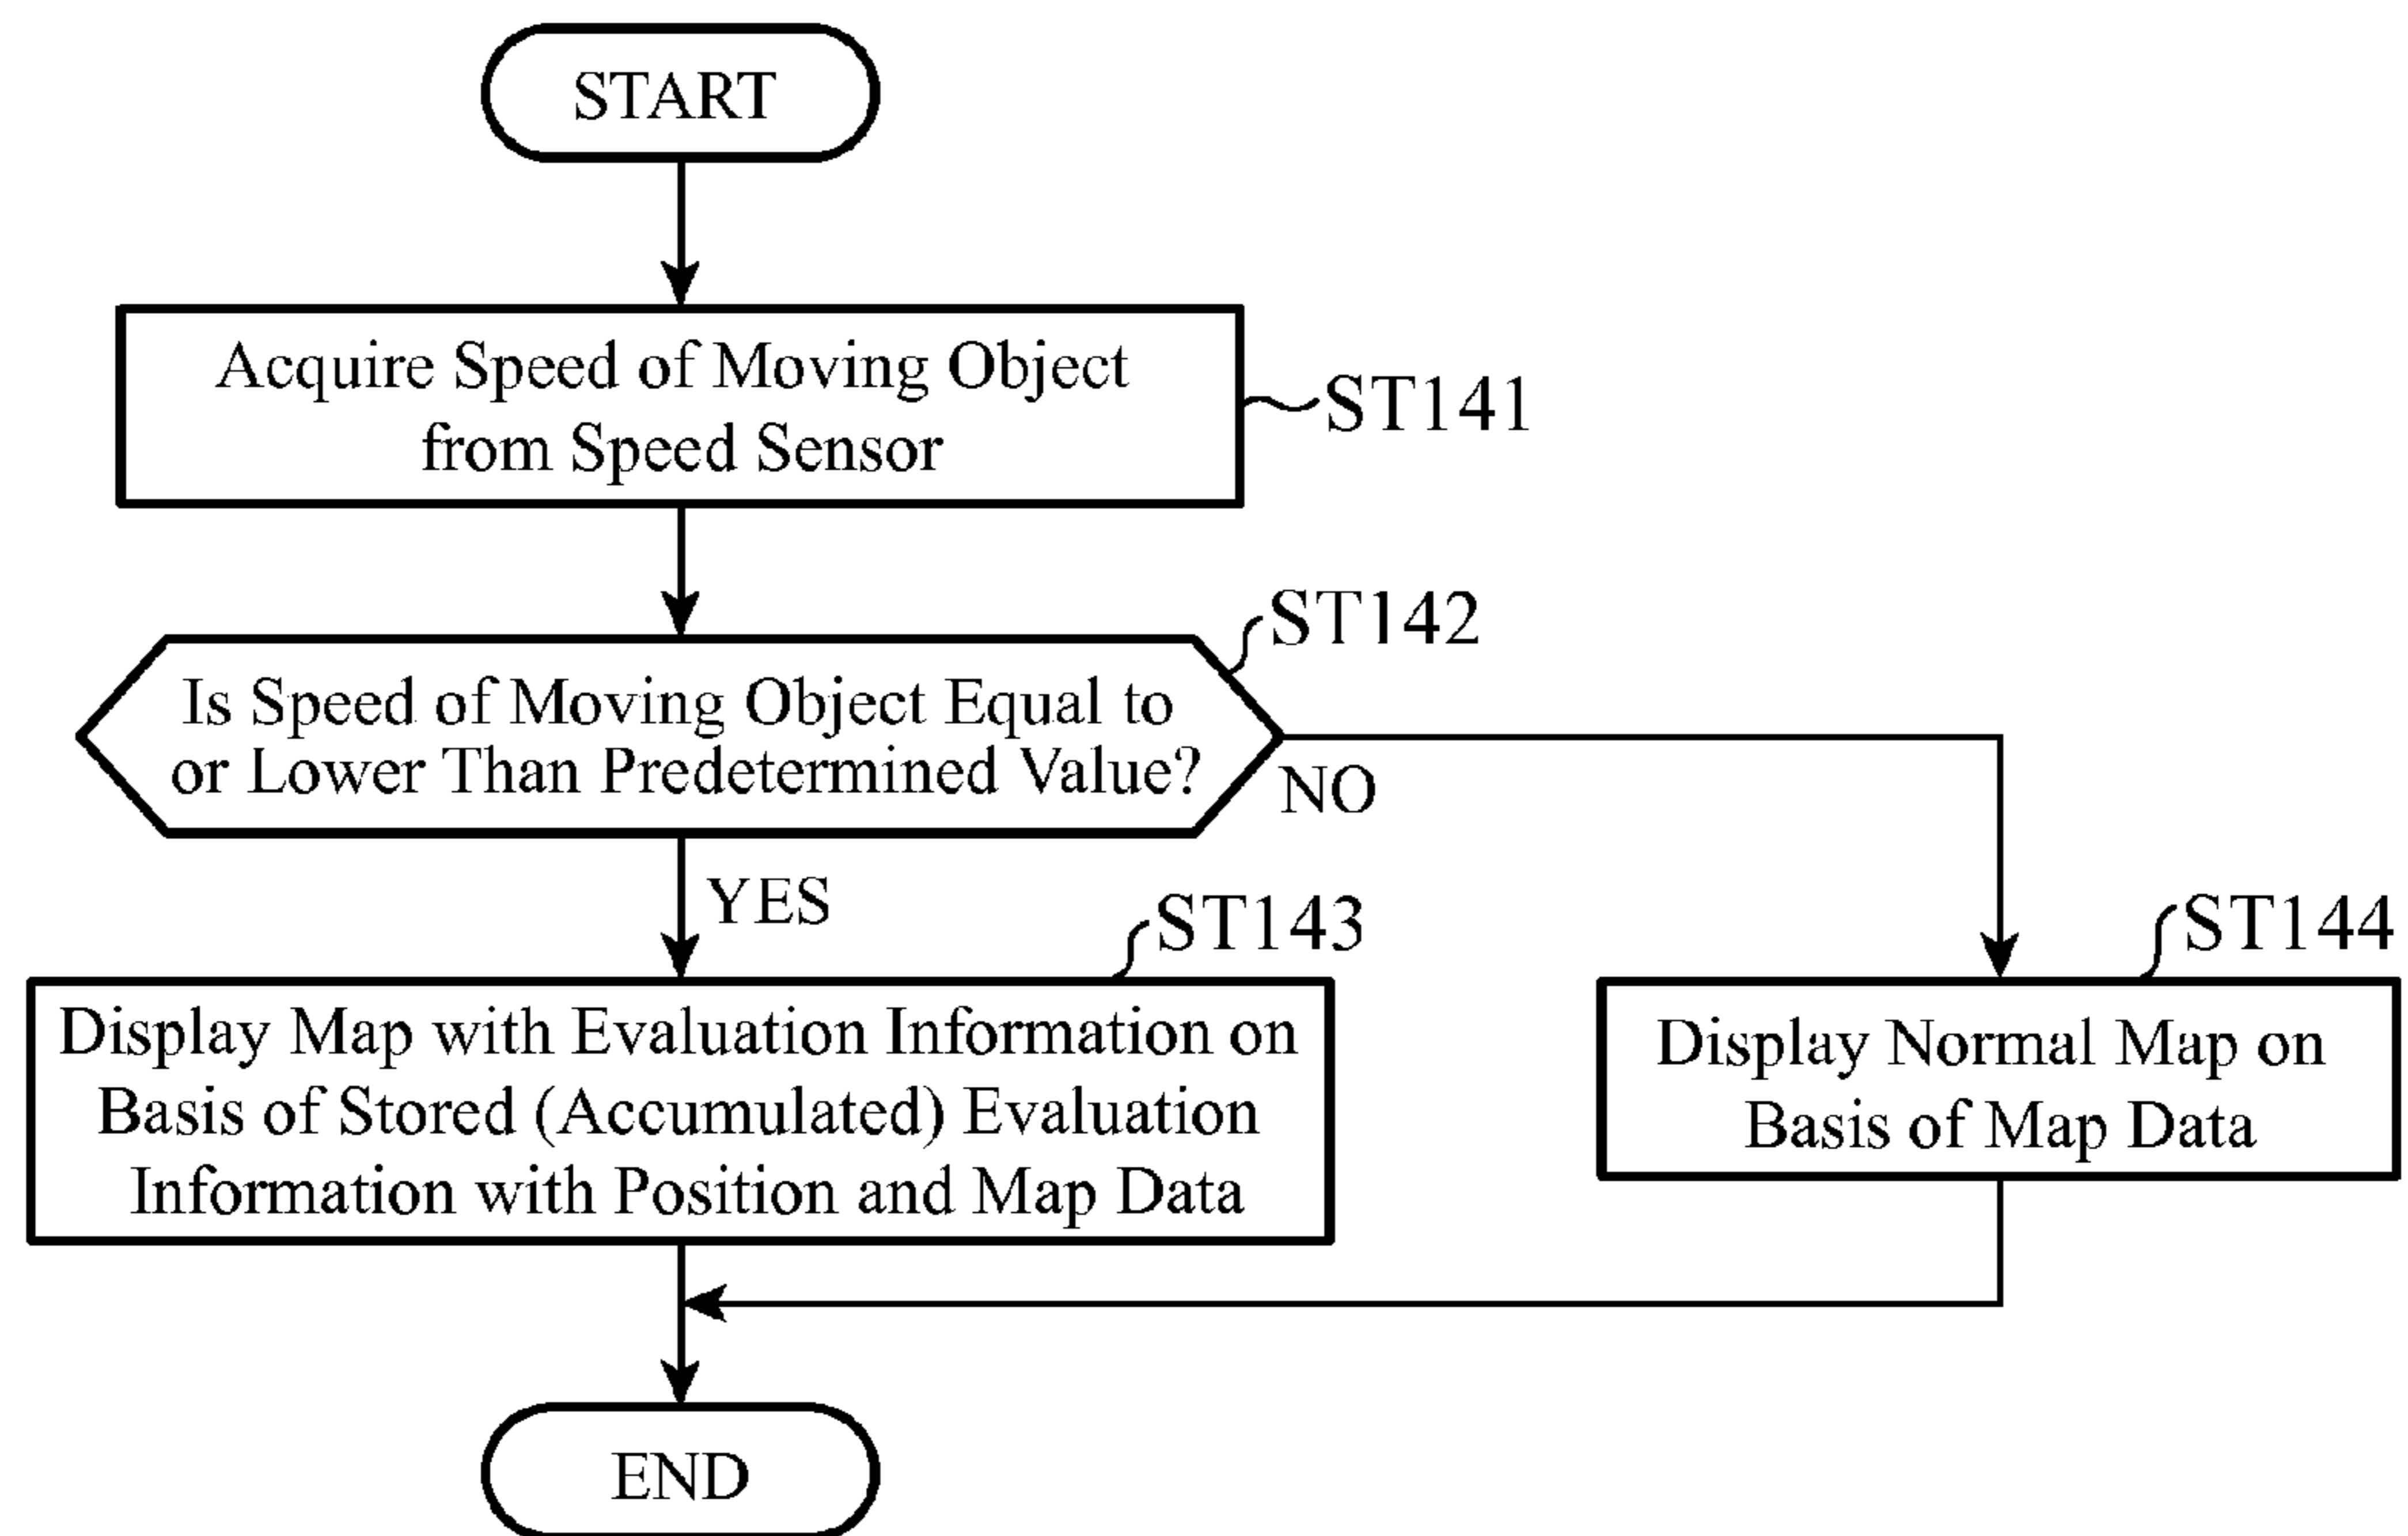 START
Acquire Speed of Moving Object
from Speed Sensor
ST141
ST142
Is Speed of Moving Object Equal to
or Lower Than Predetermined Value?
NO
YES
ST143
Display Map with Evaluation Information on
Basis of Stored (Accumulated) Evaluation
Information with Position and Map Data
ST144
Display Normal Map on
Basis of Map Data
END